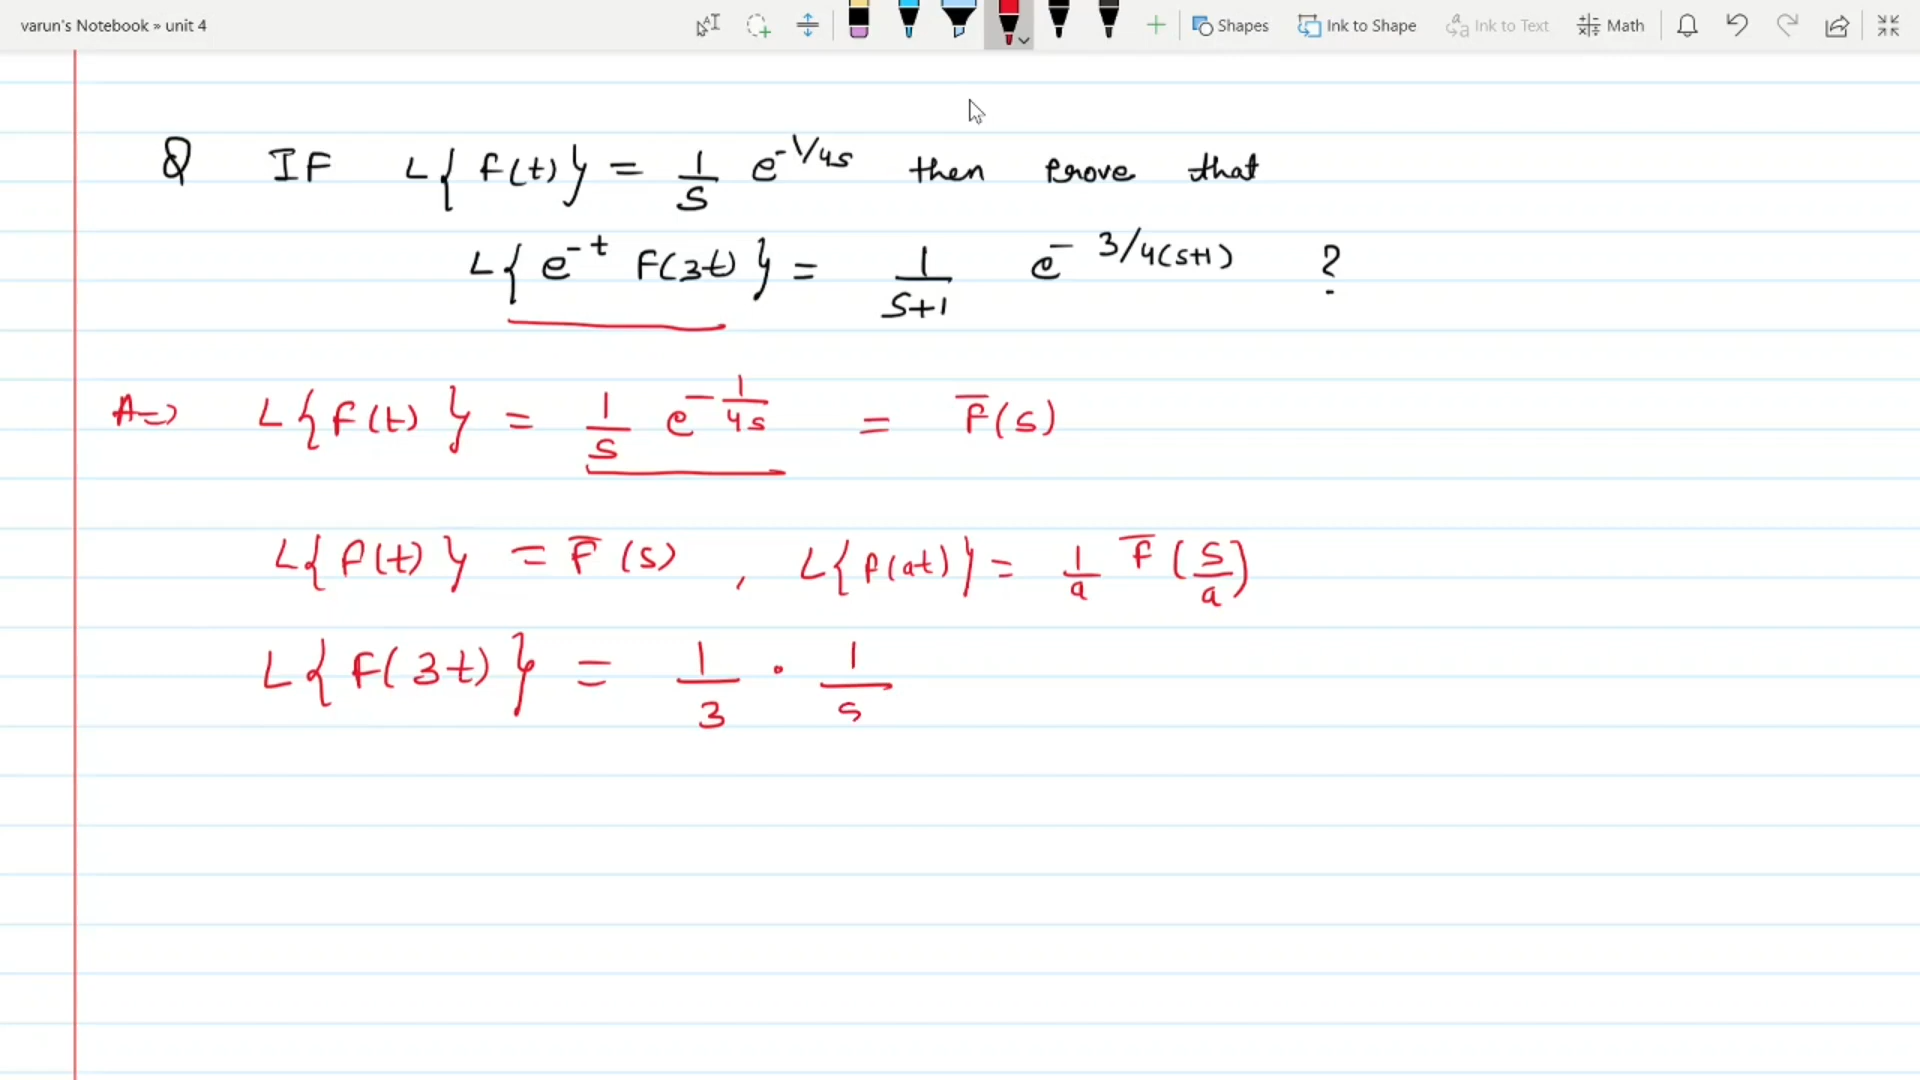 varun's Notebook » unit 4
Shapes Ink to Shape Ink to Text Math
Q IF L{f(t)} = 1/s e^-1/4s then prove that
L{e^-t F(3t)} = 1/(s+1) e^-3/4(s+1) ?
A=> L{f(t)} = 1/s e^-1/4s = F̅(s)
L{f(t)} = F̅(s) , L{f(at)} = 1/a F̅(s/a)
L{F(3t)} = 1/3 · 1/s